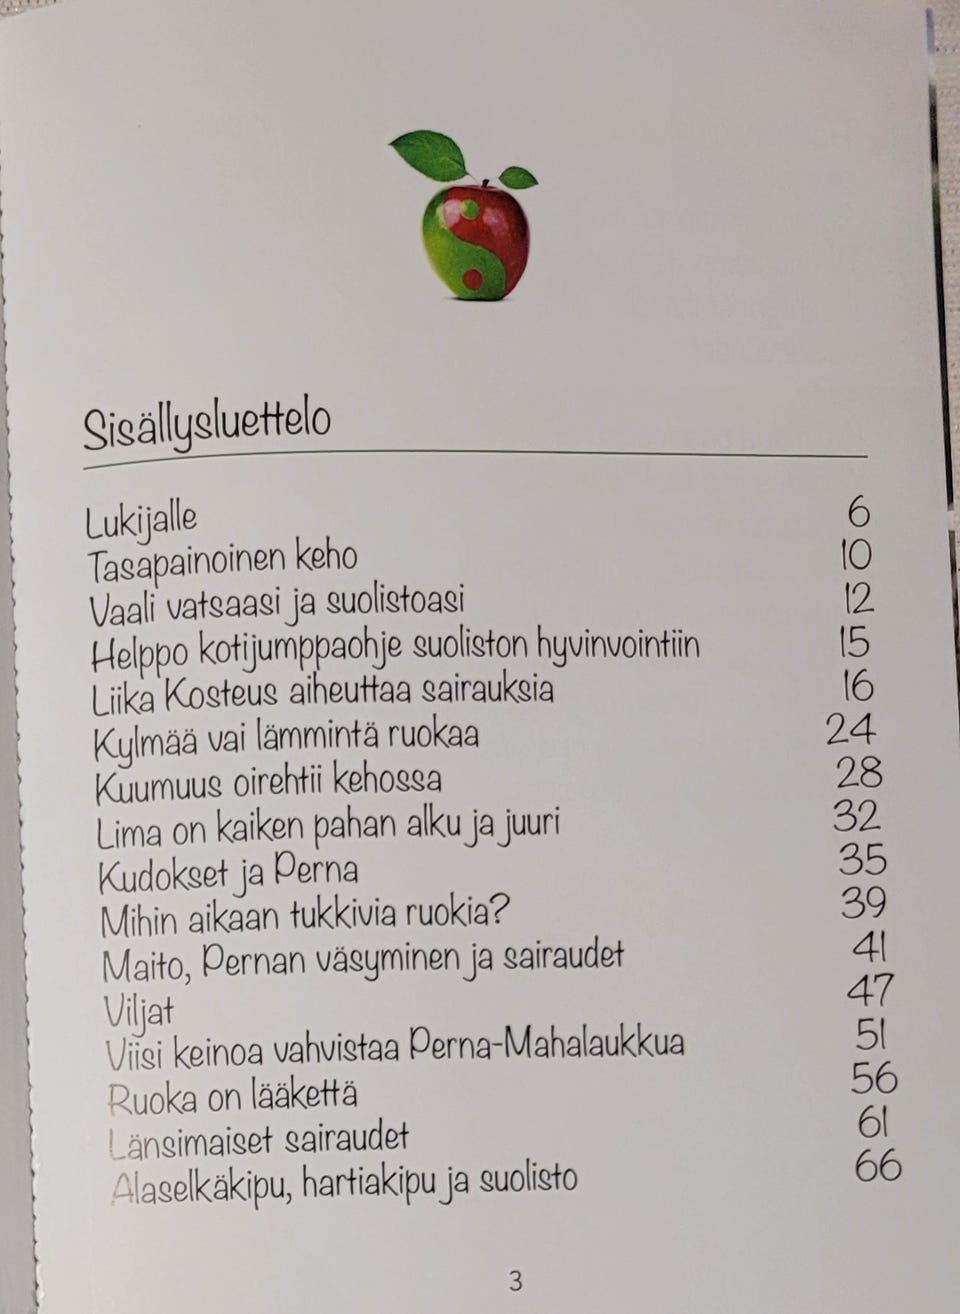 Sisällysluettelo
Lukijalle 6
Tasapainoinen keho 10
Vaali vatsaasi ja suolistoasi 12
Helppo kotijumppaohje suoliston hyvinvointiin 15
Liika Kosteus aiheuttaa sairauksia 16
Kylmää vai lämmintä ruokaa 24
Kuumuus oirehtii kehossa 28
Lima on kaiken pahan alku ja juuri 32
Kudokset ja Perna 35
Mihin aikaan tukkivia ruokia? 39
Maito, Pernan väsyminen ja sairaudet 41
Viljat 47
Viisi keinoa vahvistaa Perna-Mahalaukkua 51
Ruoka on lääkettä 56
Länsimaiset sairaudet 61
Alaselkäkipu, hartiakipu ja suolisto 66
3